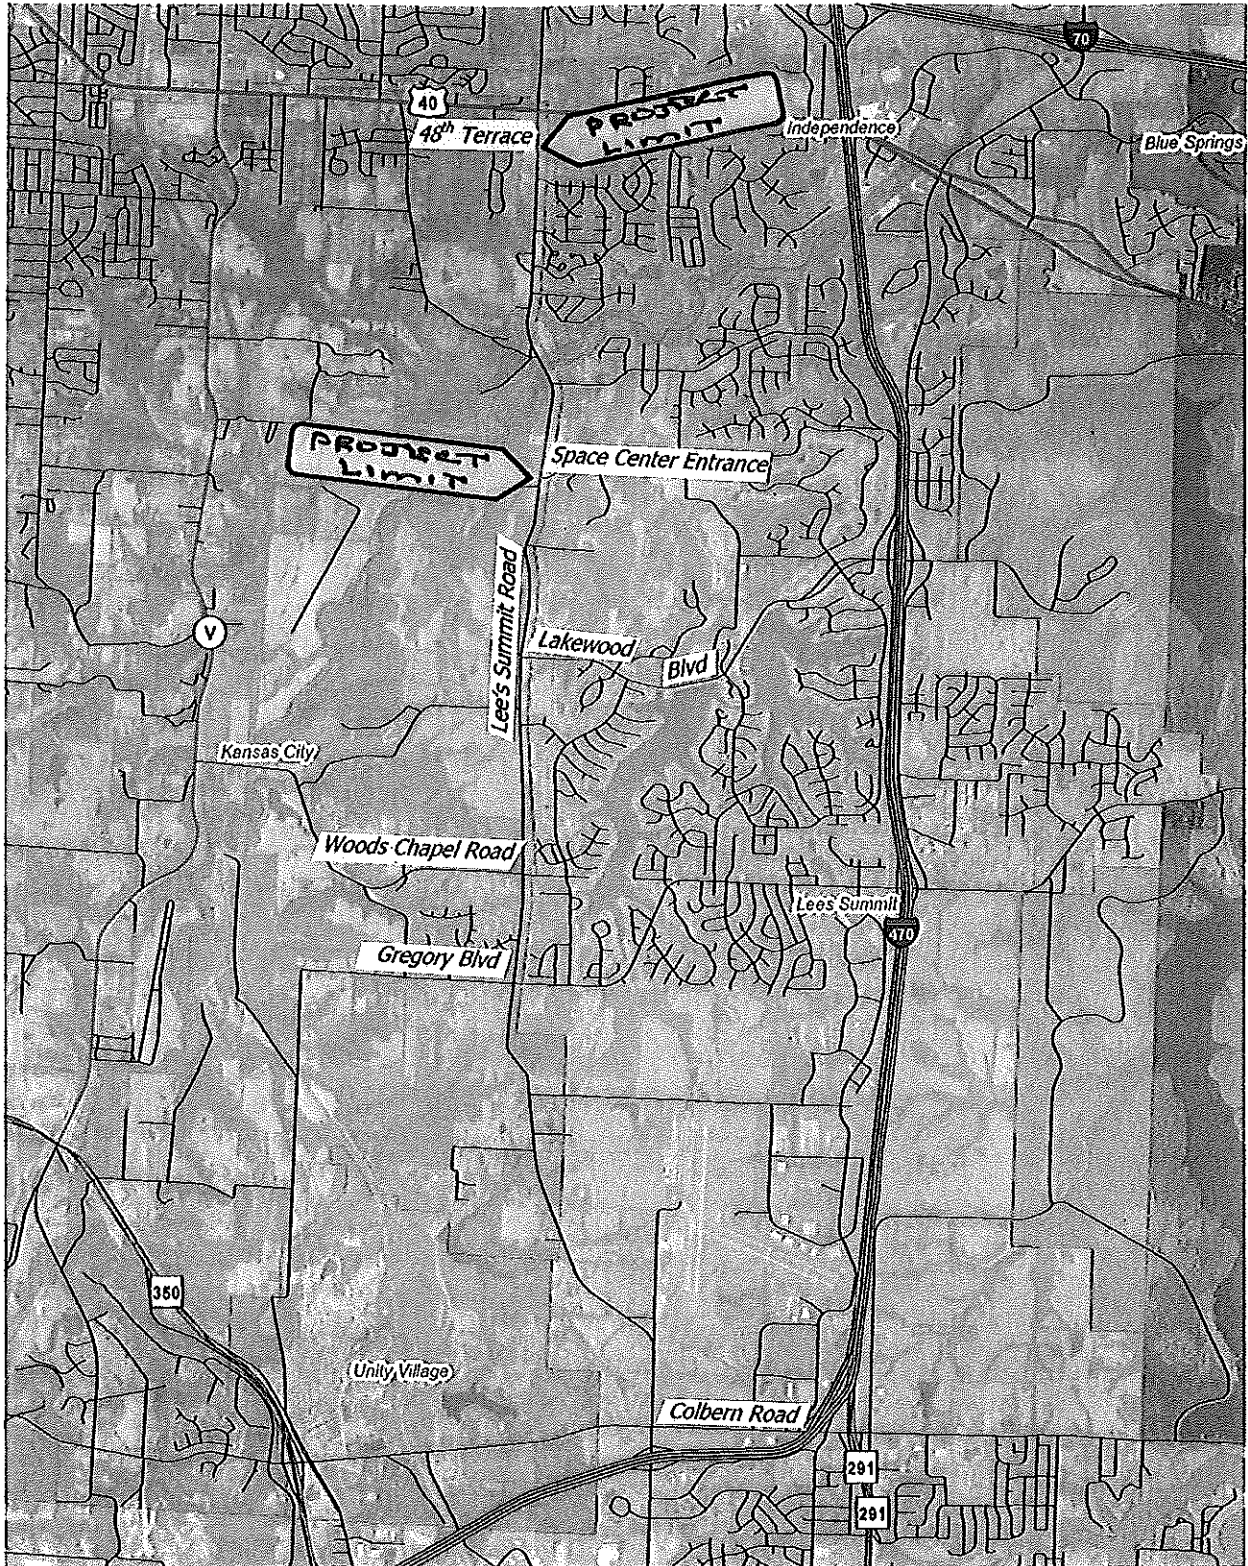 70
40
48th Terrace
PROJECT
LIMIT
Independence
Blue Springs
PROJECT
LIMIT
Space Center Entrance
Lee's Summit Road
V
Lakewood
Blvd
Kansas City
Woods Chapel Road
Lees Summit
470
Gregory Blvd
350
Unity Village
Colbern Road
291
291